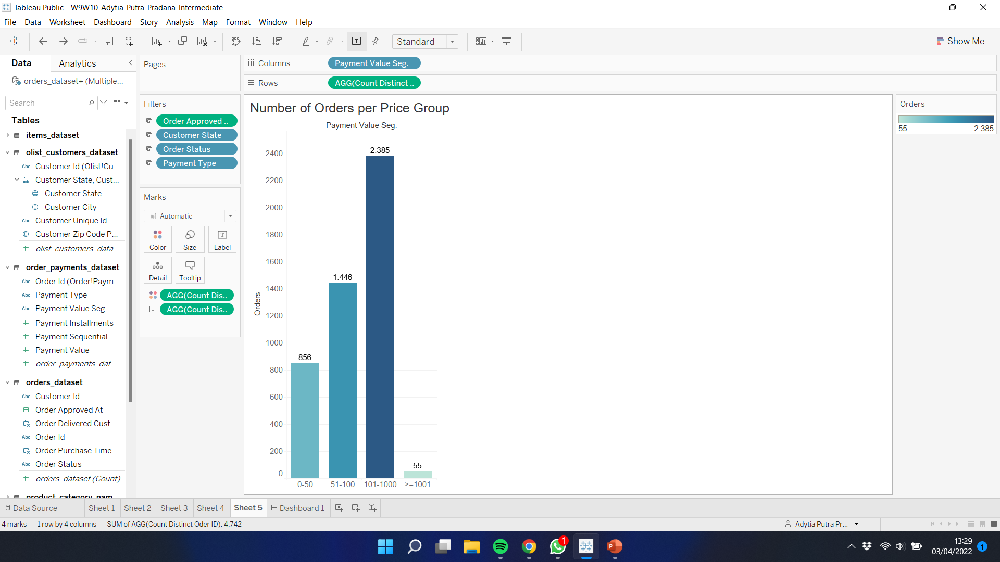 Tableau Public - W9W10_Adytia_Putra_Pradana_Intermediate
File Data Worksheet Dashboard Story Analysis Map Format Window Help
Standard
Show Me
Data Analytics
orders_dataset+ (Multiple...
Search
Tables
items_dataset
olist_customers_dataset
Abc Customer Id (Olist!Cu...
Customer State, Cust...
Customer State
Customer City
Abc Customer Unique Id
Customer Zip Code P...
# olist_customers_data...
order_payments_dataset
Abc Order Id (Order!Paym...
Abc Payment Type
=Abc Payment Value Seg.
# Payment Installments
# Payment Sequential
# Payment Value
# order_payments_dat...
orders_dataset
Abc Customer Id
Order Approved At
Order Delivered Cust...
Abc Order Id
Order Purchase Time...
Abc Order Status
# orders_dataset (Count)
product_category_nam
Pages
Filters
Order Approved ..
Customer State
Order Status
Payment Type
Marks
Automatic
Color Size Label
Detail Tooltip
AGG(Count Dis..
AGG(Count Dis..
Columns Payment Value Seg.
Rows AGG(Count Distinct ..
Number of Orders per Price Group
Payment Value Seg.
Orders
2400
2200
2000
1800
1600
1400
1200
1000
800
600
400
200
0
856
1.446
2.385
55
0-50 51-100 101-1000 >=1001
Orders
55 2.385
Data Source Sheet 1 Sheet 2 Sheet 3 Sheet 4 Sheet 5 Dashboard 1
4 marks 1 row by 4 columns SUM of AGG(Count Distinct Oder ID): 4,742
Adytia Putra Pr...
1
13:29
03/04/2022
1